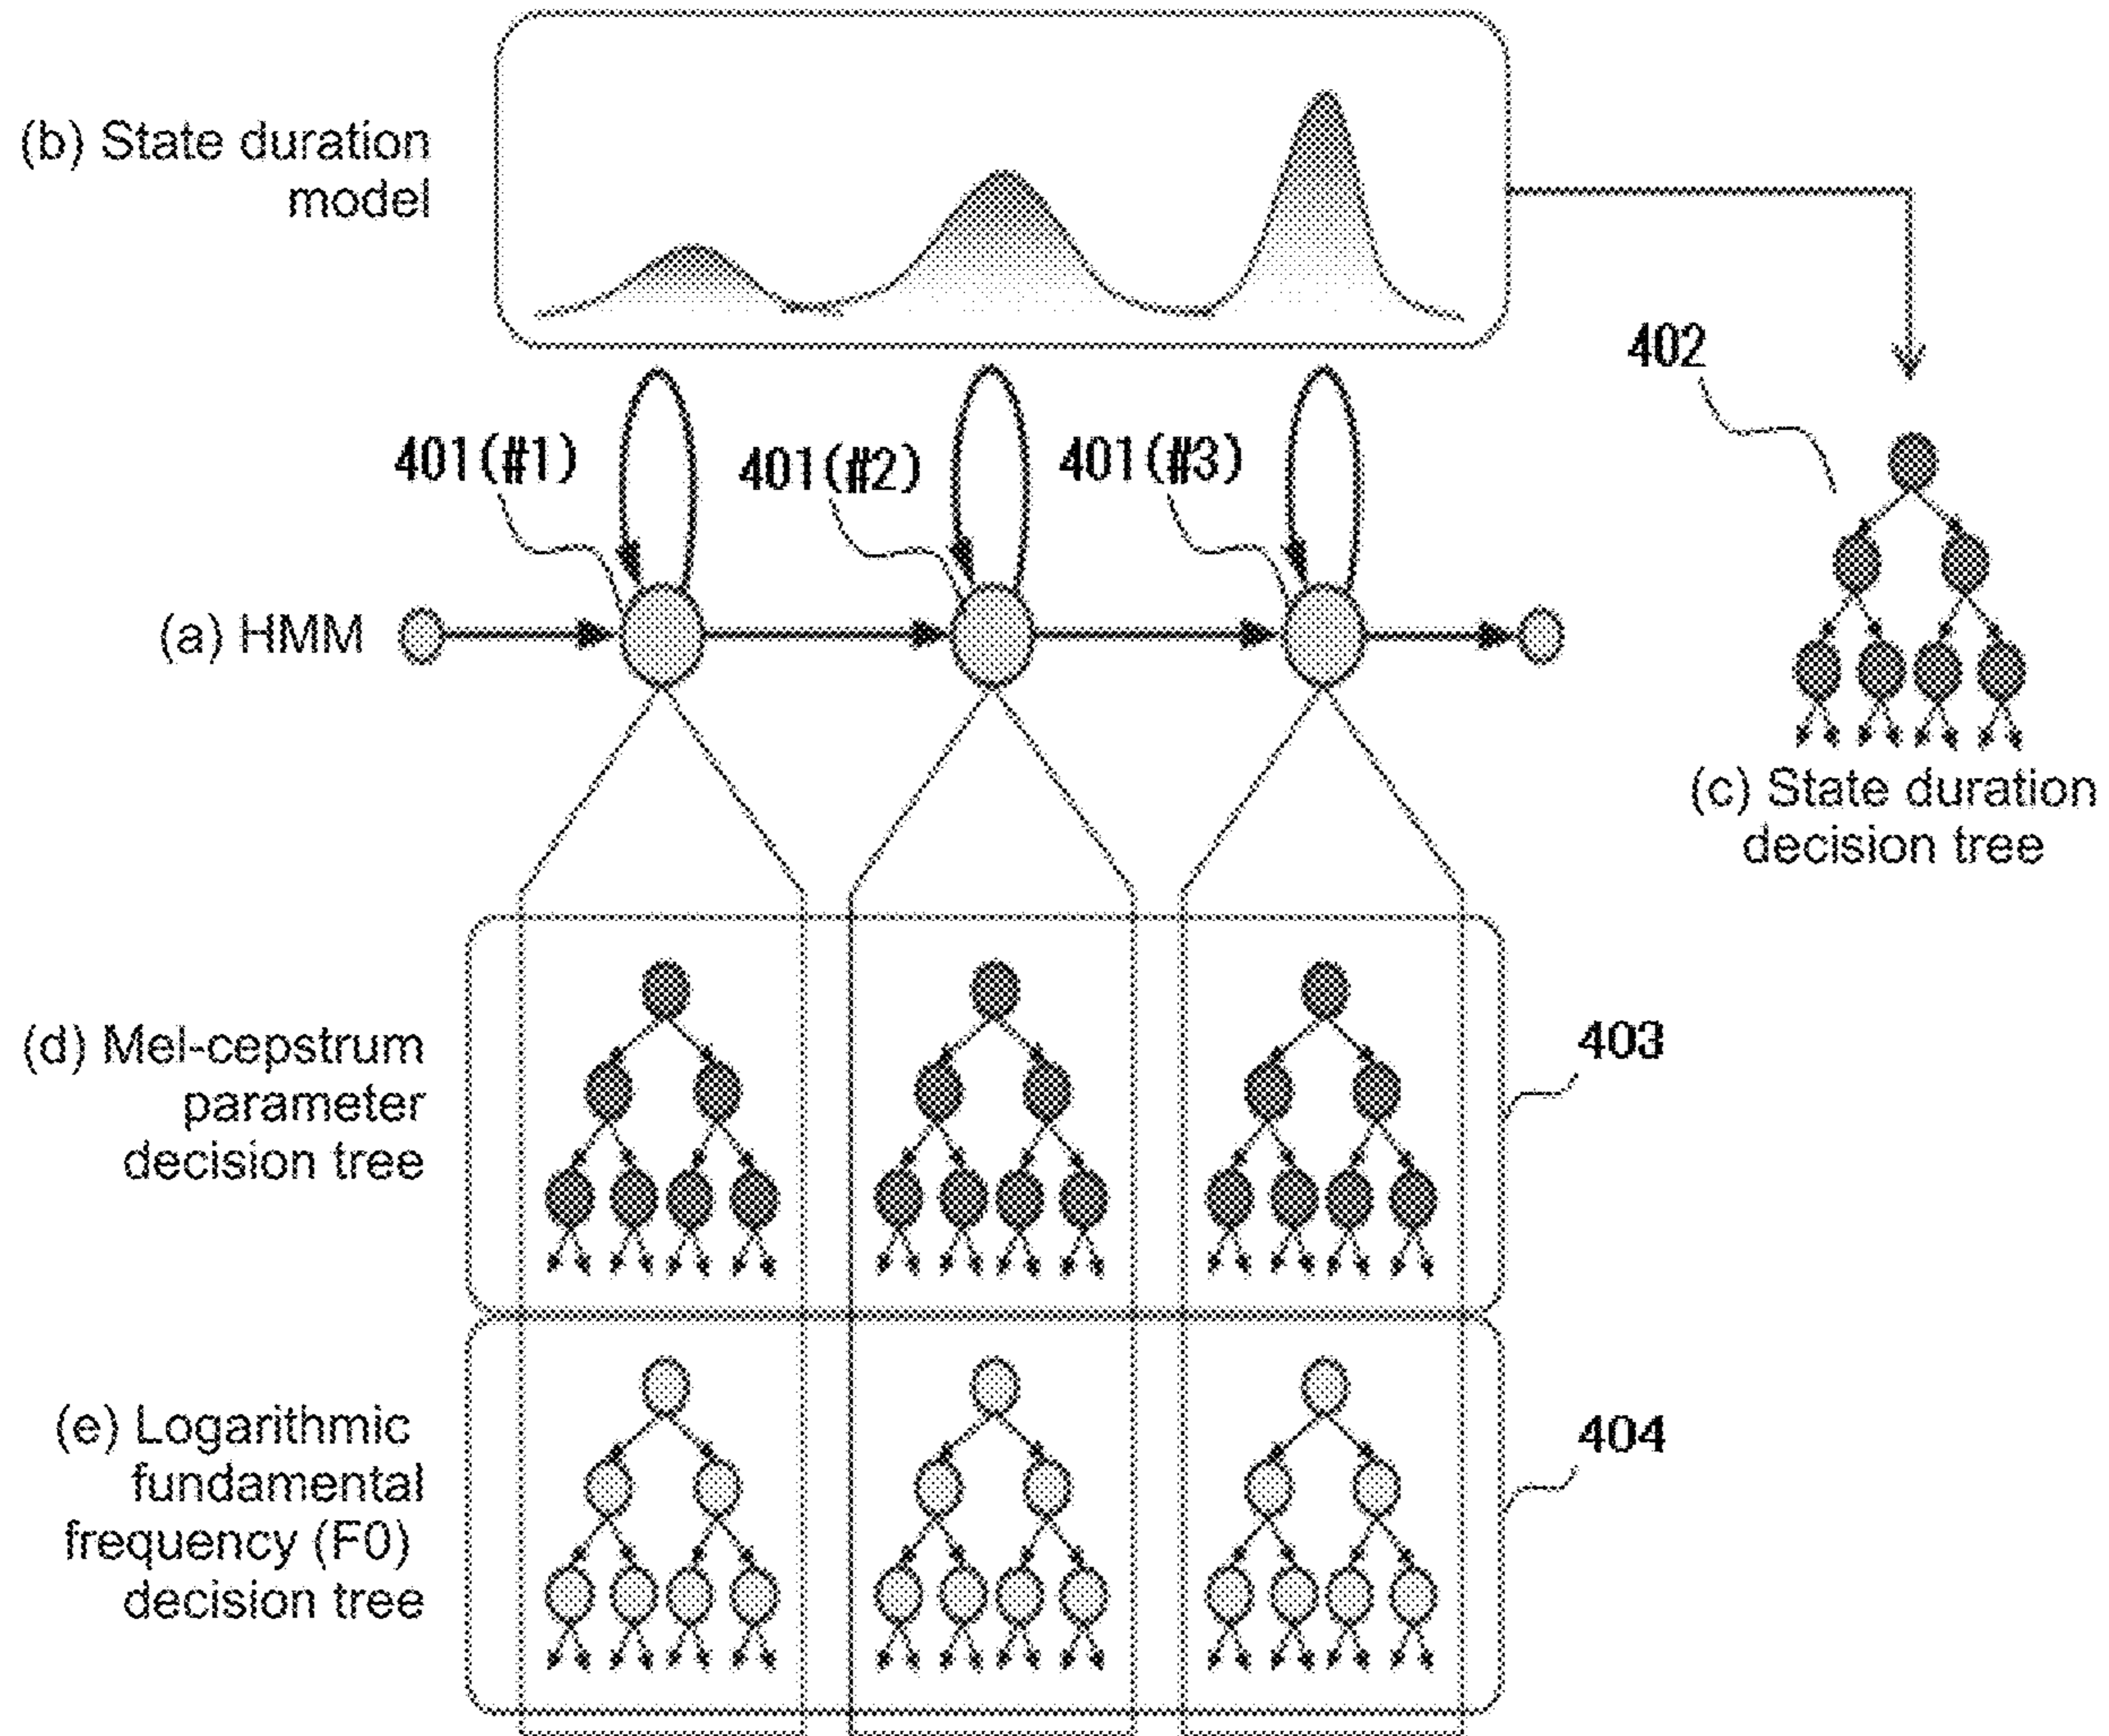 (b) State duration
model
402
401(#1)
401(#2)
401(#3)
(a) HMM
(c) State duration
decision tree
(d) Mel-cepstrum
parameter
decision tree
403
(e) Logarithmic
fundamental
frequency (F0)
decision tree
404